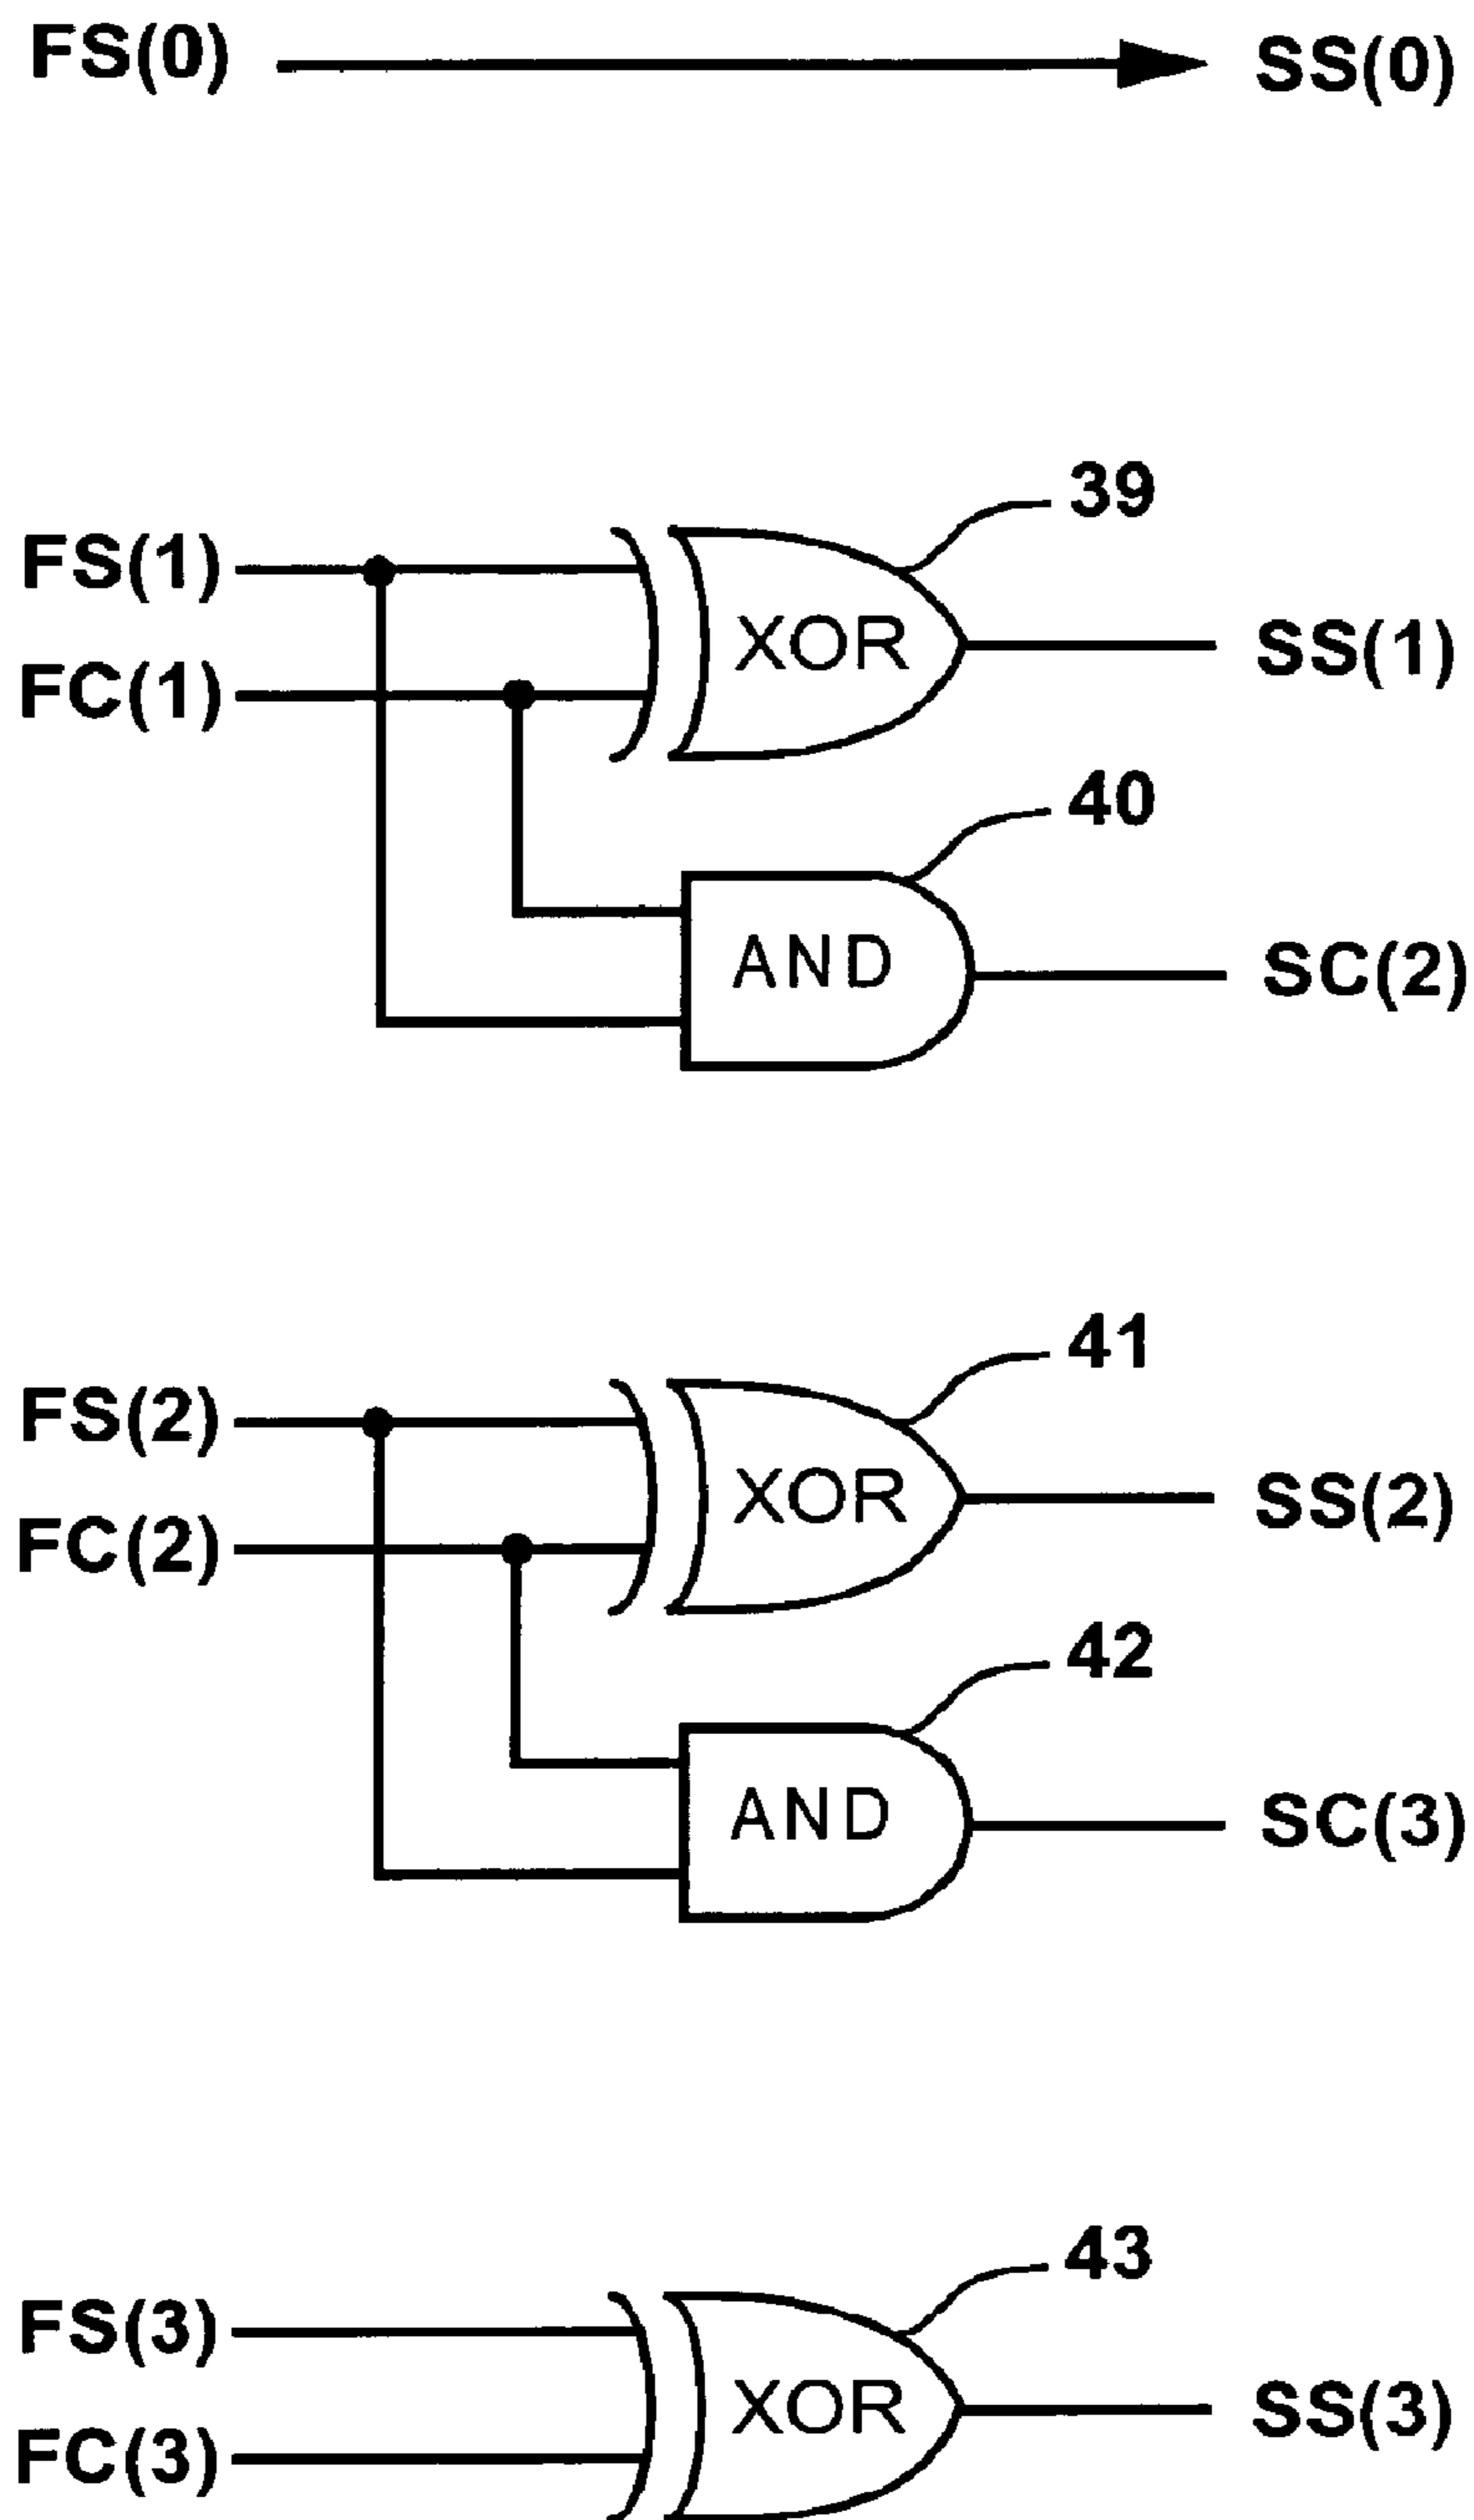 FS(0) SS(0)
39
FS(1)
XOR SS(1)
FC(1)
40
AND SC(2)
41
FS(2)
XOR SS(2)
FC(2)
42
AND SC(3)
43
FS(3)
XOR SS(3)
FC(3)